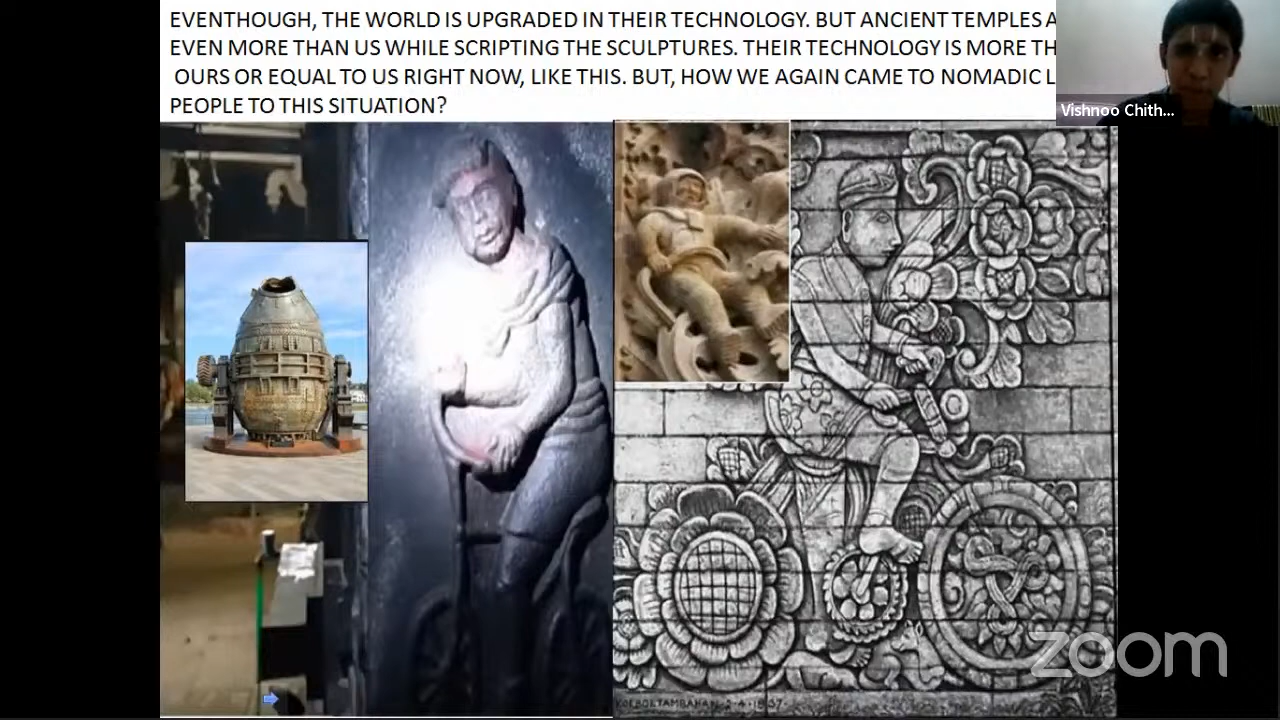 EVENTHOUGH, THE WORLD IS UPGRADED IN THEIR TECHNOLOGY. BUT ANCIENT TEMPLES
EVEN MORE THAN US WHILE SCRIPTING THE SCULPTURES. THEIR TECHNOLOGY IS MORE
OURS OR EQUAL TO US RIGHT NOW, LIKE THIS. BUT, HOW WE AGAIN CAME TO NOMADIC
PEOPLE TO THIS SITUATION?
Vishnoo Chith...
zoom